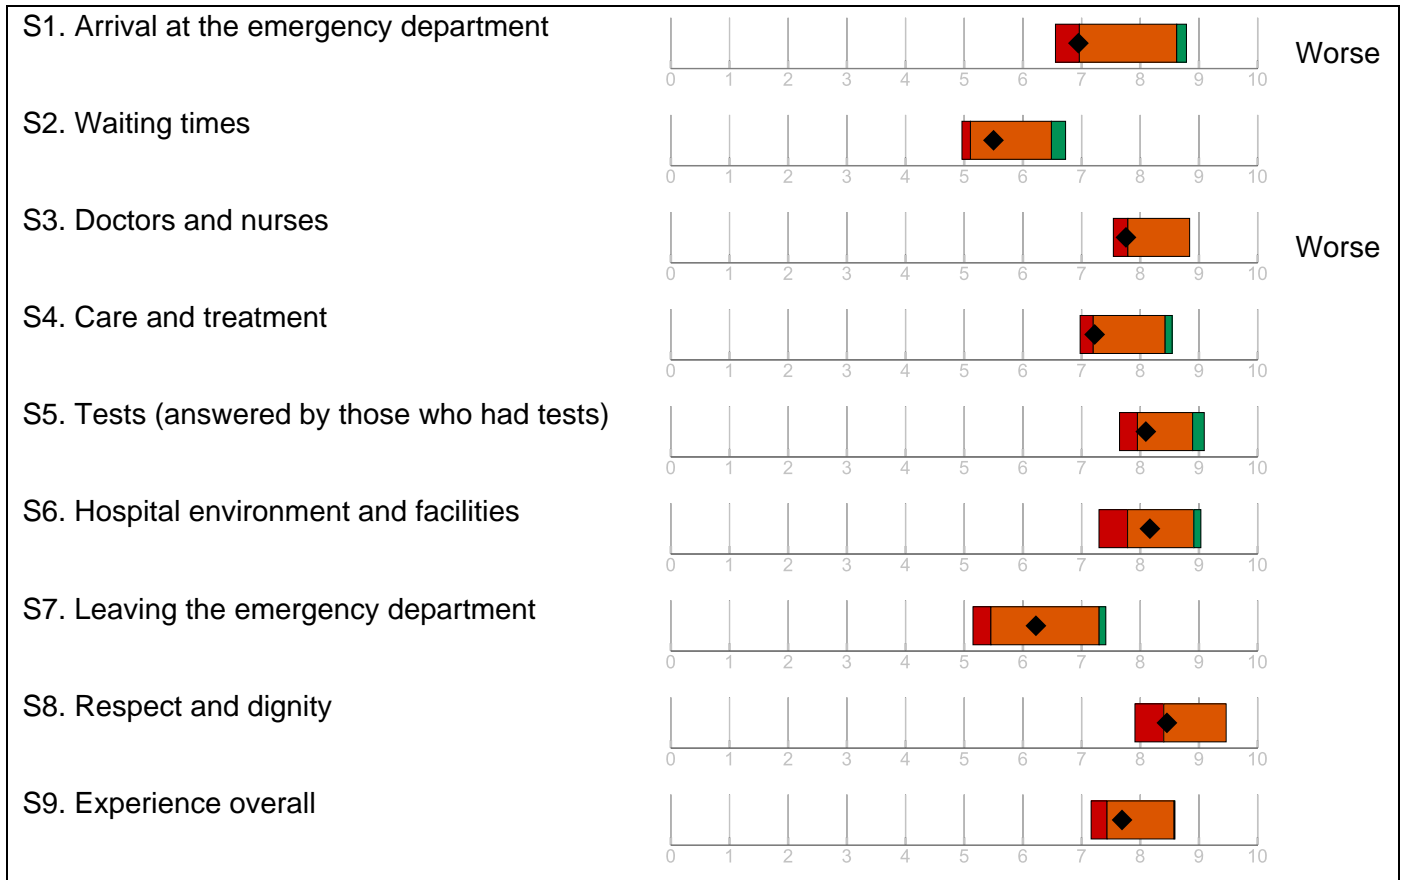 S1. Arrival at the emergency department
Worse
0 1 2 3 4 5 6 7 8 9 10
S2. Waiting times
0 1 2 3 4 5 6 7 8 9 10
S3. Doctors and nurses
Worse
0 1 2 3 4 5 6 7 8 9 10
S4. Care and treatment
0 1 2 3 4 5 6 7 8 9 10
S5. Tests (answered by those who had tests)
0 1 2 3 4 5 6 7 8 9 10
S6. Hospital environment and facilities
0 1 2 3 4 5 6 7 8 9 10
S7. Leaving the emergency department
0 1 2 3 4 5 6 7 8 9 10
S8. Respect and dignity
0 1 2 3 4 5 6 7 8 9 10
S9. Experience overall
0 1 2 3 4 5 6 7 8 9 10